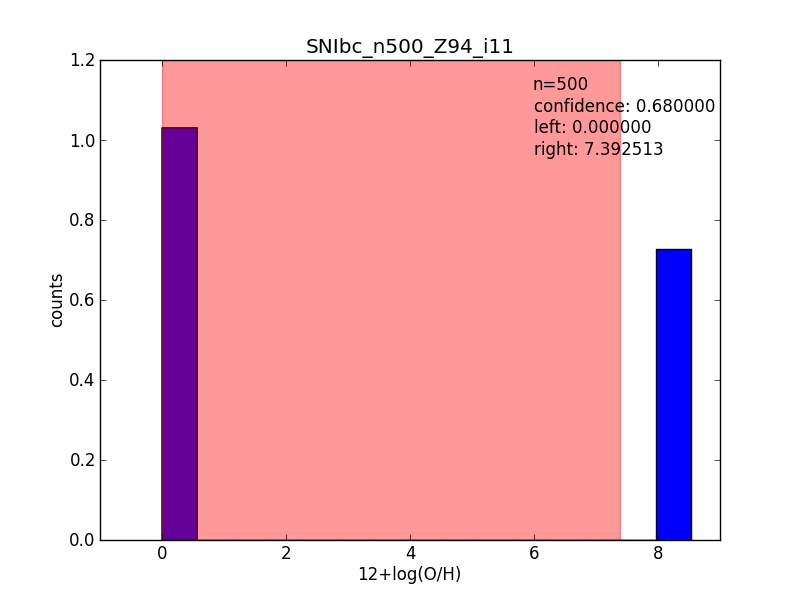 SNIbc_n500_Z94_i11
1.2
1.0
0.8
0.6
0.4
0.2
0.0
counts
n=500
confidence: 0.680000
left: 0.000000
right: 7.392513
0 2 4 6 8
12+log(O/H)